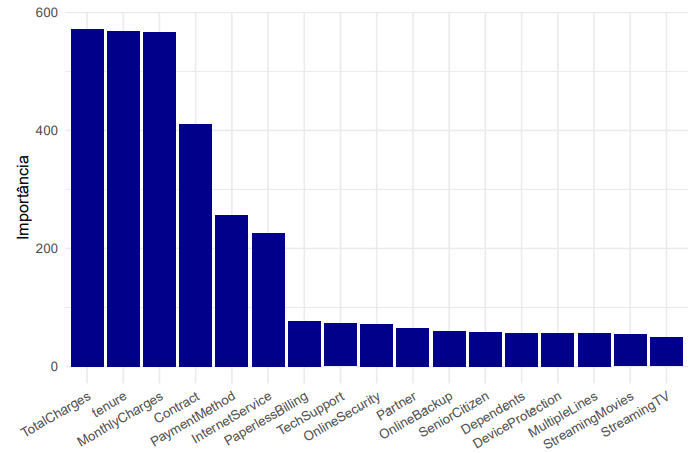 600
400
200
0
Importância
TotalCharges
tenure
MonthlyCharges
Contract
PaymentMethod
InternetService
PaperlessBilling
TechSupport
OnlineSecurity
Partner
OnlineBackup
SeniorCitizen
Dependents
DeviceProtection
MultipleLines
StreamingMovies
StreamingTV